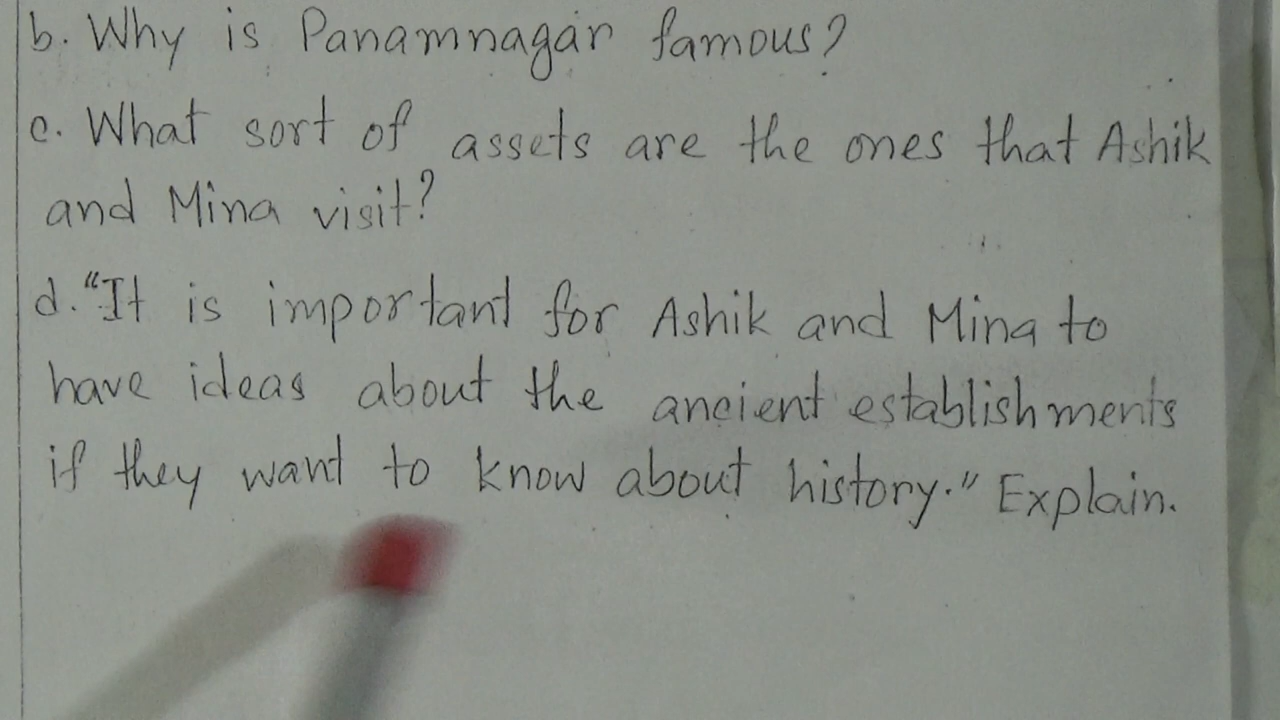 b. Why is Panamnagar famous?
c. What sort of assets are the ones that Ashik
and Mina visit?
d. "It is important for Ashik and Mina to
have ideas about the ancient establishments
if they want to know about history." Explain.